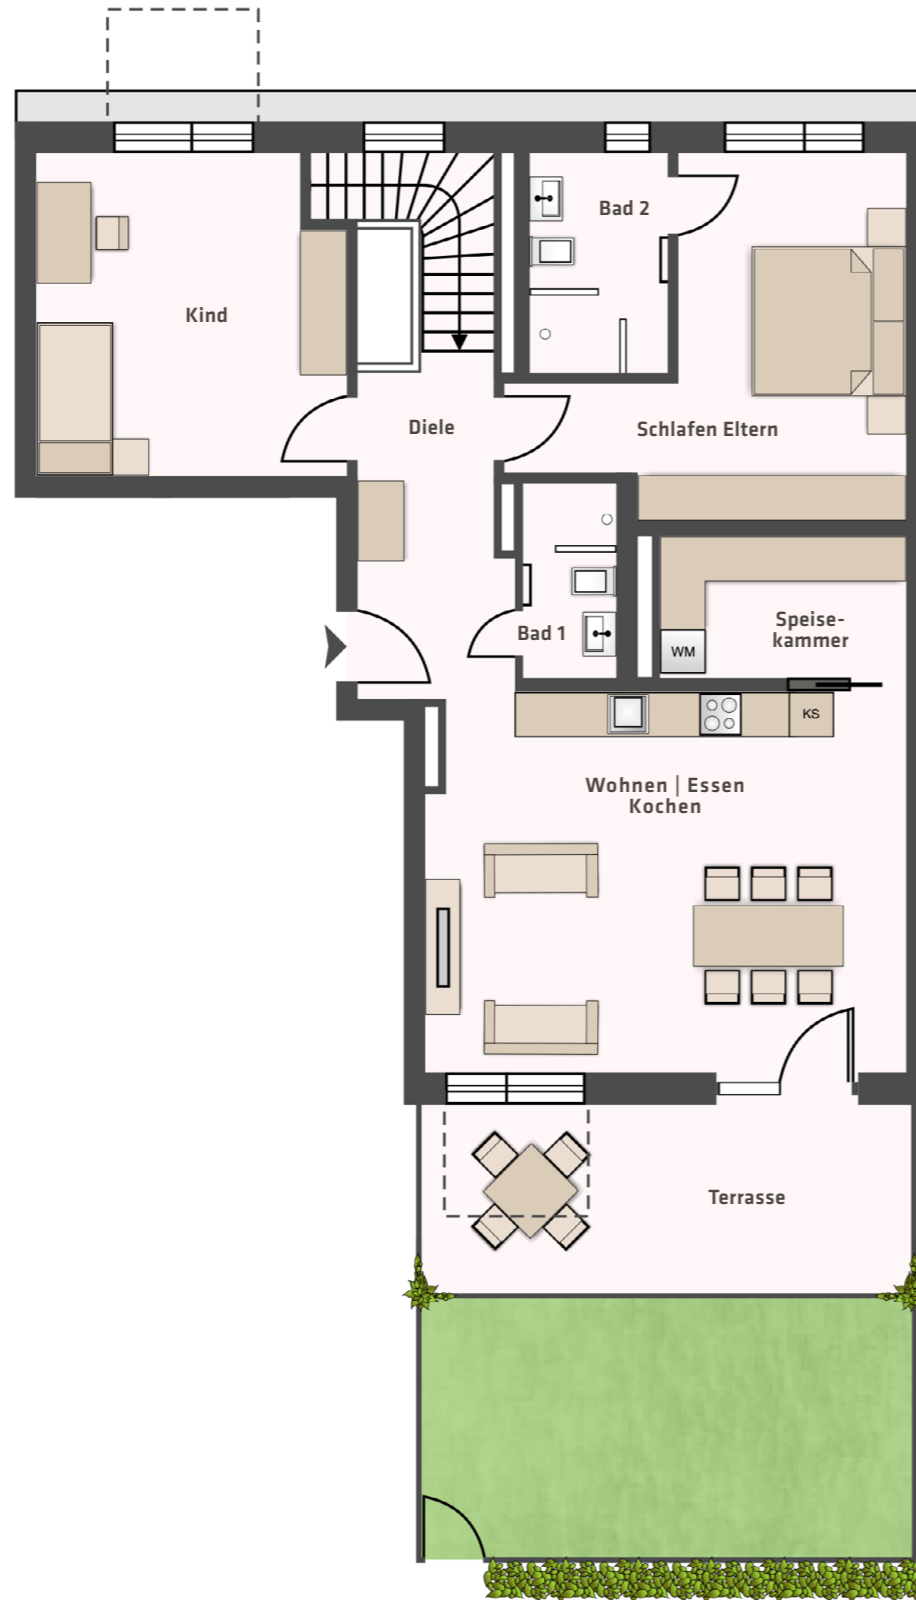 Bad 2
Kind
Diele
Schlafen Eltern
Bad 1
Speise-
kammer
WM
KS
Wohnen | Essen
Kochen
Terrasse